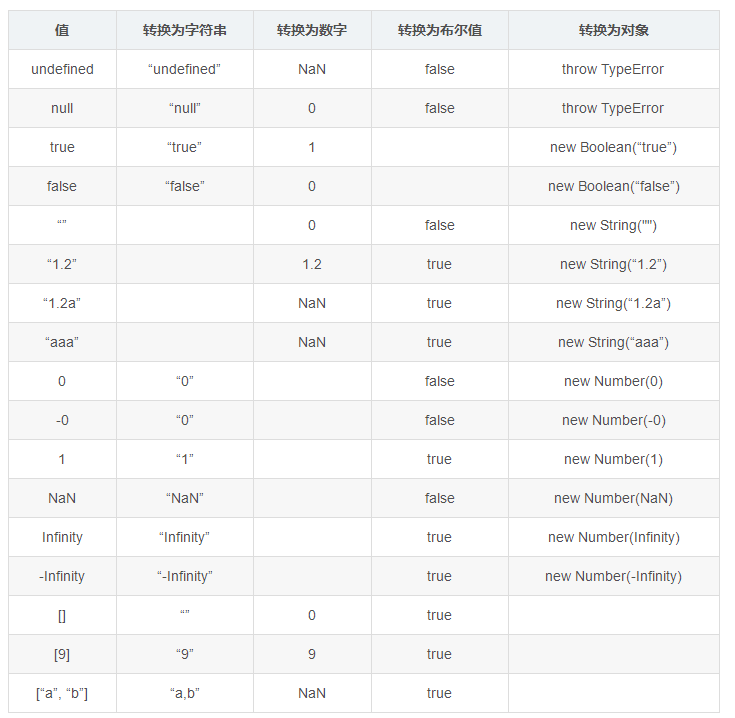 值 转换为字符串 转换为数字 转换为布尔值 转换为对象
undefined “undefined” NaN false throw TypeError
null “null” 0 false throw TypeError
true “true” 1 new Boolean(“true”)
false “false” 0 new Boolean(“false”)
“” 0 false new String("")
“1.2” 1.2 true new String(“1.2”)
“1.2a” NaN true new String(“1.2a”)
“aaa” NaN true new String(“aaa”)
0 “0” false new Number(0)
-0 “0” false new Number(-0)
1 “1” true new Number(1)
NaN “NaN” false new Number(NaN)
Infinity “Infinity” true new Number(Infinity)
-Infinity “-Infinity” true new Number(-Infinity)
[] “” 0 true
[9] “9” 9 true
[“a”, “b”] “a,b” NaN true